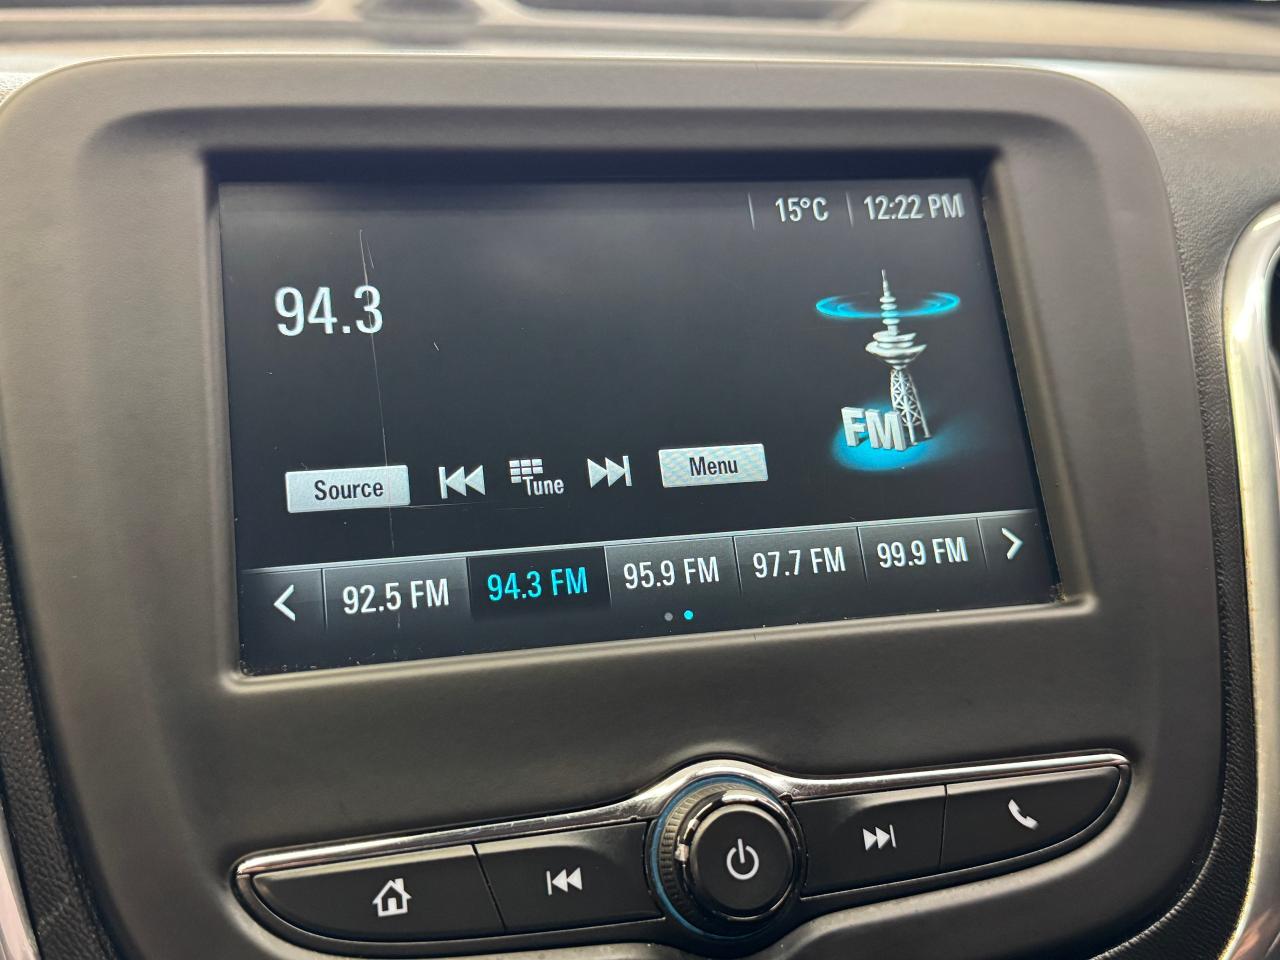 15°C 12:22 PM
94.3
FM
Source Tune Menu
92.5 FM 94.3 FM 95.9 FM 97.7 FM 99.9 FM